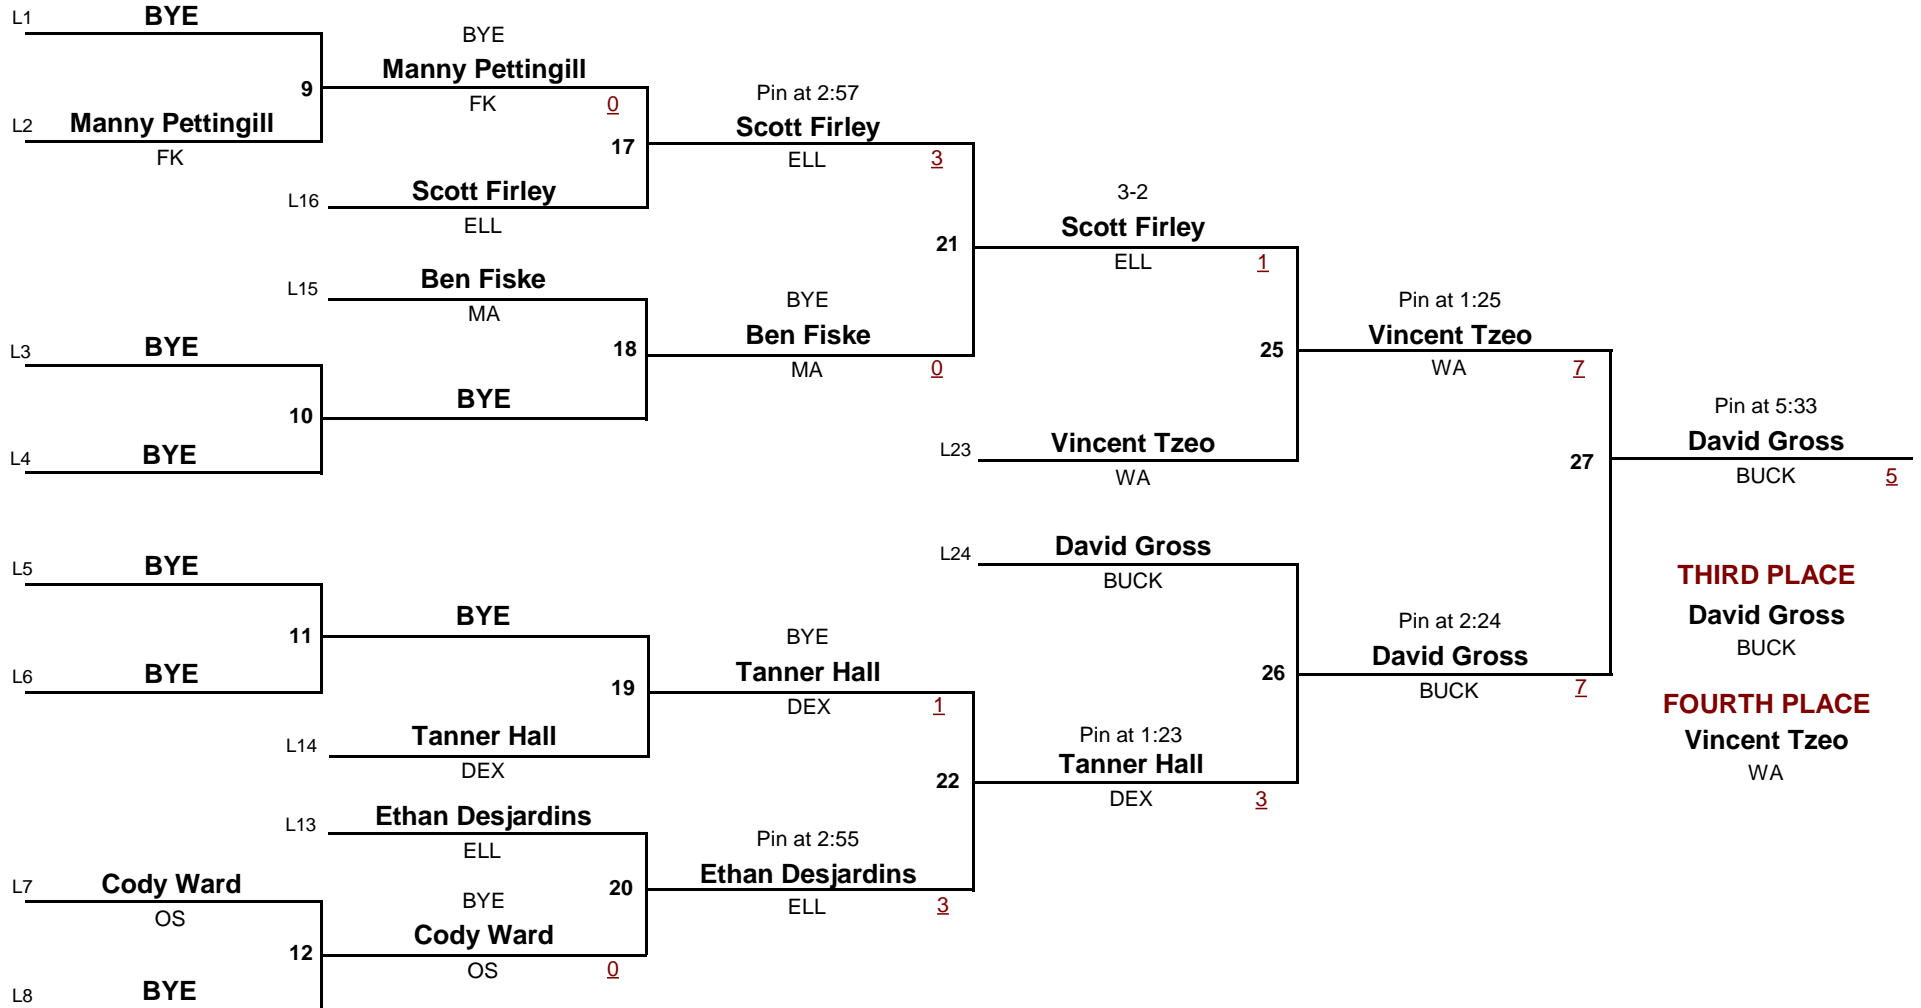 L1 BYE
BYE
9 Manny Pettingill
FK 0
L2 Manny Pettingill
FK
Pin at 2:57
17 Scott Firley
ELL 3
L16 Scott Firley
ELL
3-2
21 Scott Firley
ELL 1
L15 Ben Fiske
MA
BYE
18 Ben Fiske
MA 0
L3 BYE
10 BYE
L4 BYE
Pin at 1:25
25 Vincent Tzeo
WA 7
L23 Vincent Tzeo
WA
Pin at 5:33
27 David Gross
BUCK 5
L5 BYE
11 BYE
L6 BYE
BYE
19 Tanner Hall
DEX 1
L14 Tanner Hall
DEX
L24 David Gross
BUCK
Pin at 2:24
26 David Gross
BUCK 7
Pin at 1:23
22 Tanner Hall
DEX 3
L13 Ethan Desjardins
ELL
Pin at 2:55
20 Ethan Desjardins
ELL 3
L7 Cody Ward
OS
BYE
12 Cody Ward
OS 0
L8 BYE
THIRD PLACE
David Gross
BUCK
FOURTH PLACE
Vincent Tzeo
WA